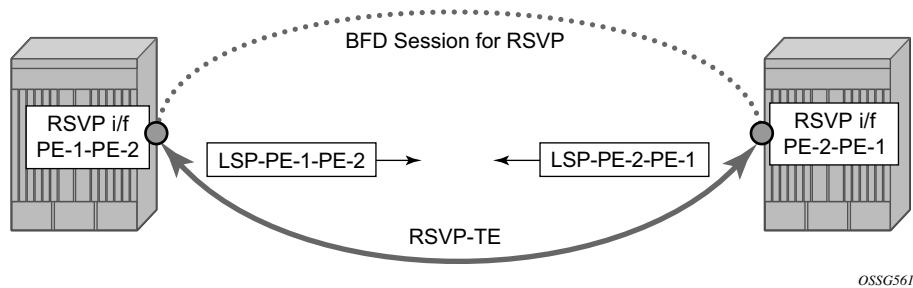 BFD Session for RSVP
RSVP i/f
PE-1-PE-2
RSVP i/f
PE-2-PE-1
LSP-PE-1-PE-2
LSP-PE-2-PE-1
RSVP-TE
OSSG561